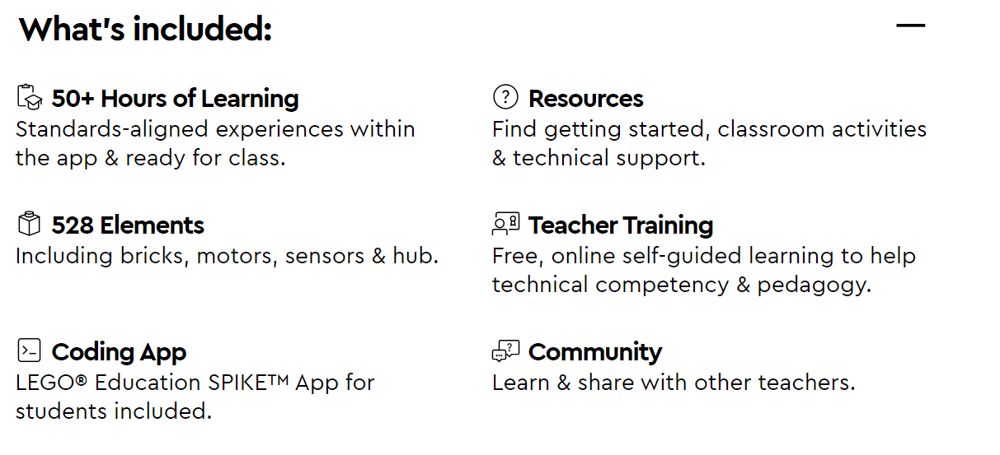 What's included:
50+ Hours of Learning
Standards-aligned experiences within
the app & ready for class.
Resources
Find getting started, classroom activities
& technical support.
528 Elements
Including bricks, motors, sensors & hub.
Teacher Training
Free, online self-guided learning to help
technical competency & pedagogy.
Coding App
LEGO® Education SPIKE™ App for
students included.
Community
Learn & share with other teachers.